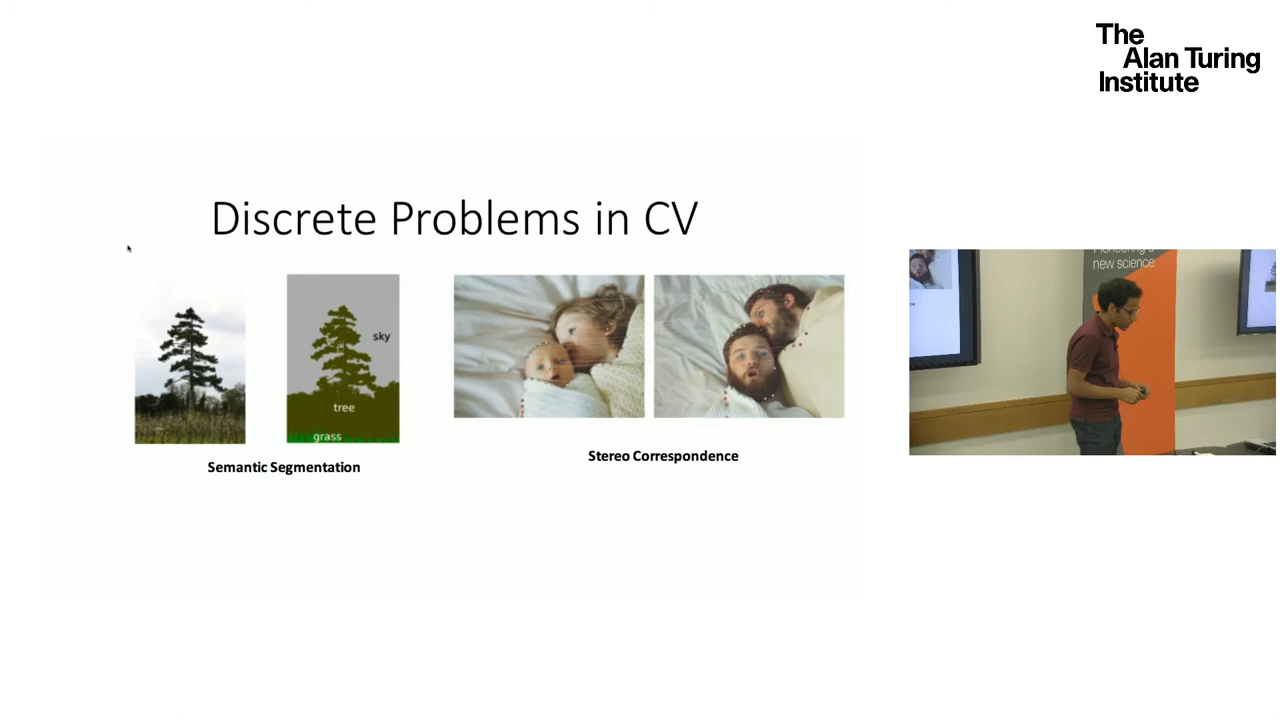 The
Alan Turing
Institute
Discrete Problems in CV
sky
tree
grass
Semantic Segmentation
Stereo Correspondence
new science